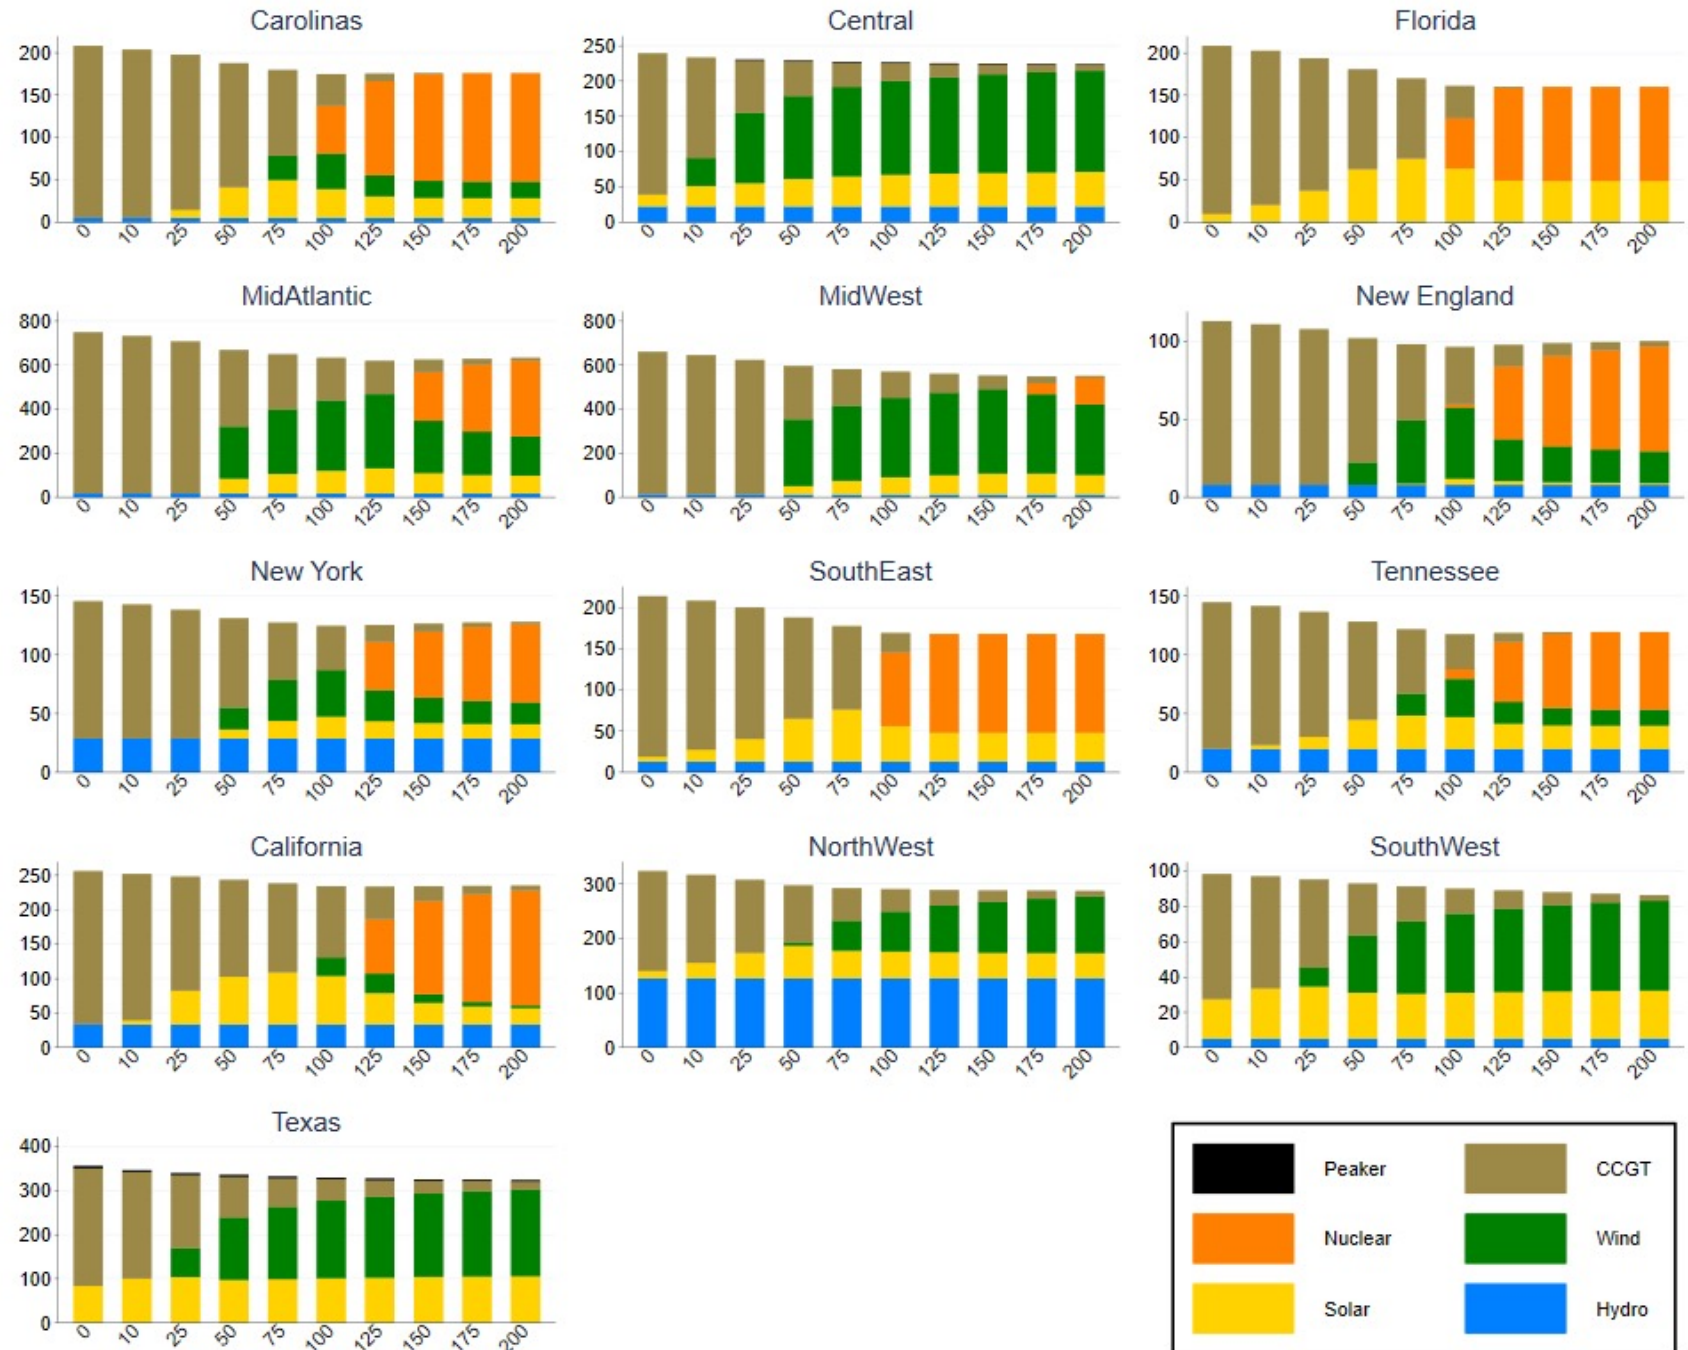 Carolinas
200
150
100
50
0
0 10 25 50 75 100 125 150 175 200
Central
250
200
150
100
50
0
0 10 25 50 75 100 125 150 175 200
Florida
200
150
100
50
0
0 10 25 50 75 100 125 150 175 200
MidAtlantic
800
600
400
200
0
0 10 25 50 75 100 125 150 175 200
MidWest
800
600
400
200
0
0 10 25 50 75 100 125 150 175 200
New England
100
50
0
0 10 25 50 75 100 125 150 175 200
New York
150
100
50
0
0 10 25 50 75 100 125 150 175 200
SouthEast
200
150
100
50
0
0 10 25 50 75 100 125 150 175 200
Tennessee
150
100
50
0
0 10 25 50 75 100 125 150 175 200
California
250
200
150
100
50
0
0 10 25 50 75 100 125 150 175 200
NorthWest
300
200
100
0
0 10 25 50 75 100 125 150 175 200
SouthWest
100
80
60
40
20
0
0 10 25 50 75 100 125 150 175 200
Texas
400
300
200
100
0
0 10 25 50 75 100 125 150 175 200
Peaker CCGT
Nuclear Wind
Solar Hydro